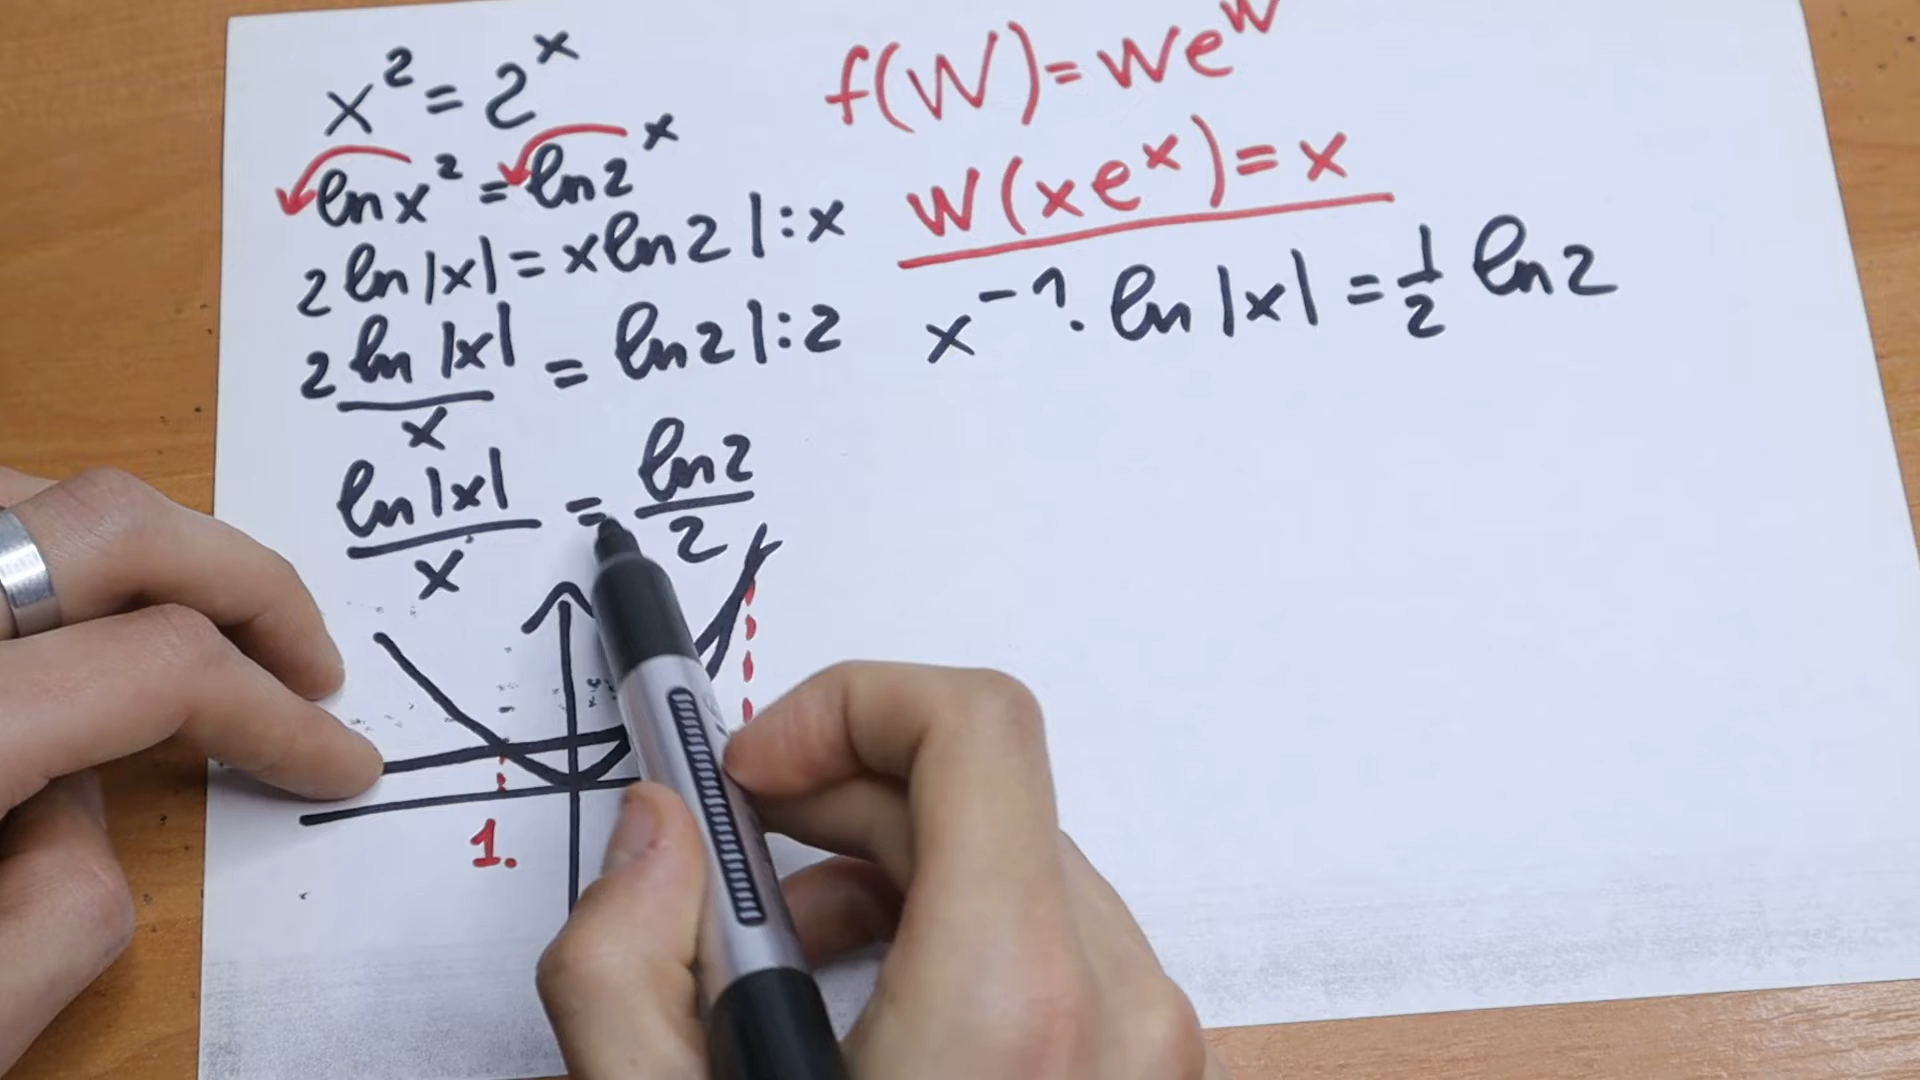 x² = 2ˣ
ln x² = ln 2ˣ
2 ln |x| = x ln 2 | : x
2 ln |x| / x = ln 2 | : 2
ln |x| / x = ln 2 / 2
1.
f(W) = We^W
W(xeˣ) = x
x⁻¹ · ln |x| = 1/2 ln 2